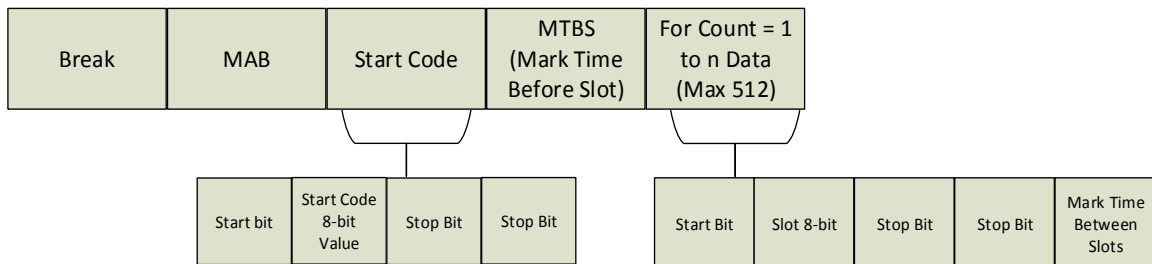 Break
MAB
Start Code
MTBS
(Mark Time
Before Slot)
For Count = 1
to n Data
(Max 512)
Start bit
Start Code
8-bit
Value
Stop Bit
Stop Bit
Start Bit
Slot 8-bit
Stop Bit
Stop Bit
Mark Time
Between
Slots